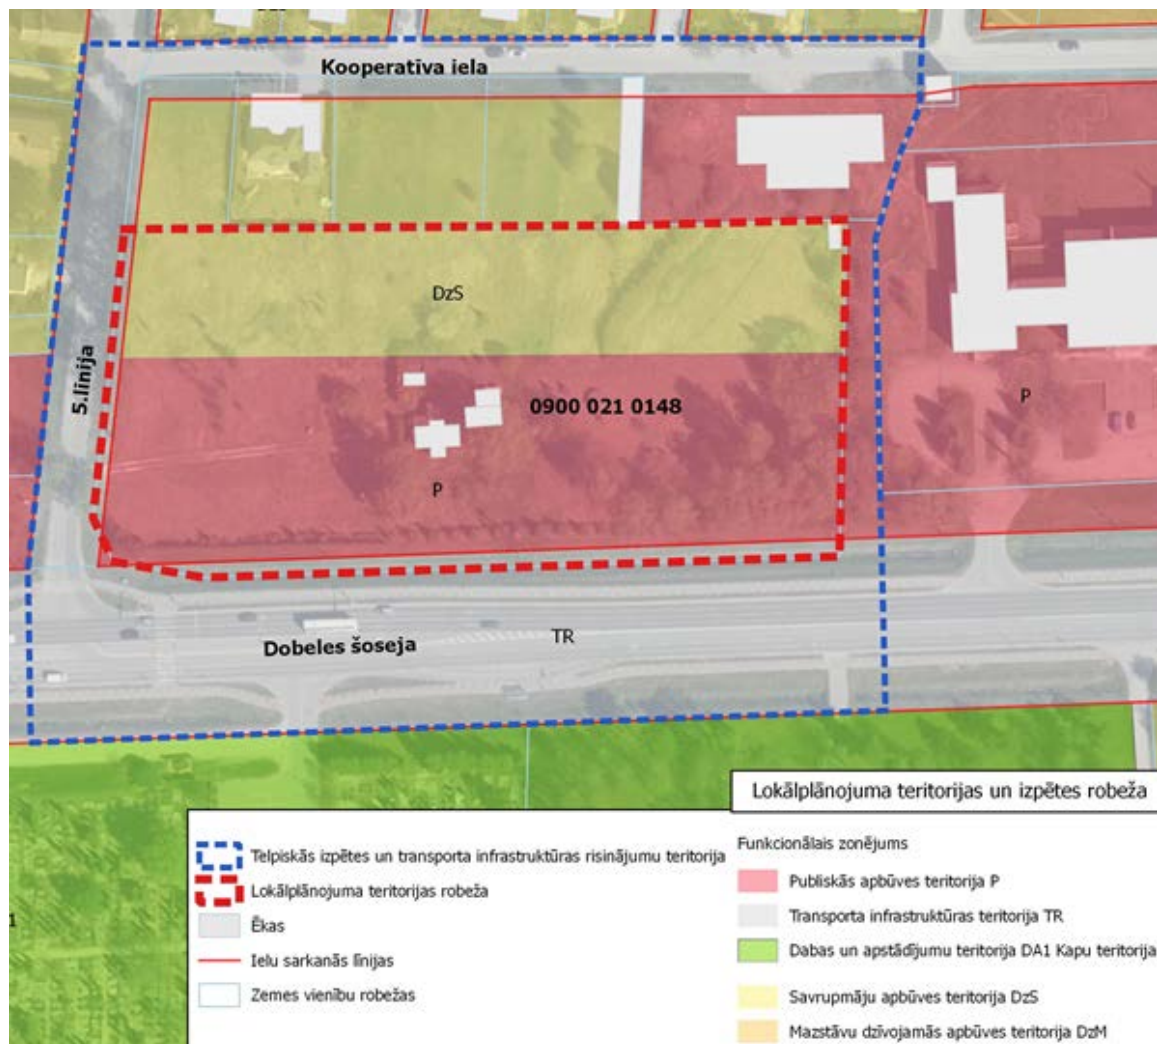 Kooperatīva iela
DzS
5.līnija
0900 021 0148
P
P
TR
Dobeles šoseja
Lokālplānojuma teritorijas un izpētes robeža
Telpiskās izpētes un transporta infrastruktūras risinājumu teritorija
Lokālplānojuma teritorijas robeža
Ēkas
Ielu sarkanās līnijas
Zemes vienību robežas
Funkcionālais zonējums
Publiskās apbūves teritorija P
Transporta infrastruktūras teritorija TR
Dabas un apstādījumu teritorija DA1 Kapu teritorija
Savrupmāju apbūves teritorija DzS
Mazstāvu dzīvojamās apbūves teritorija DzM